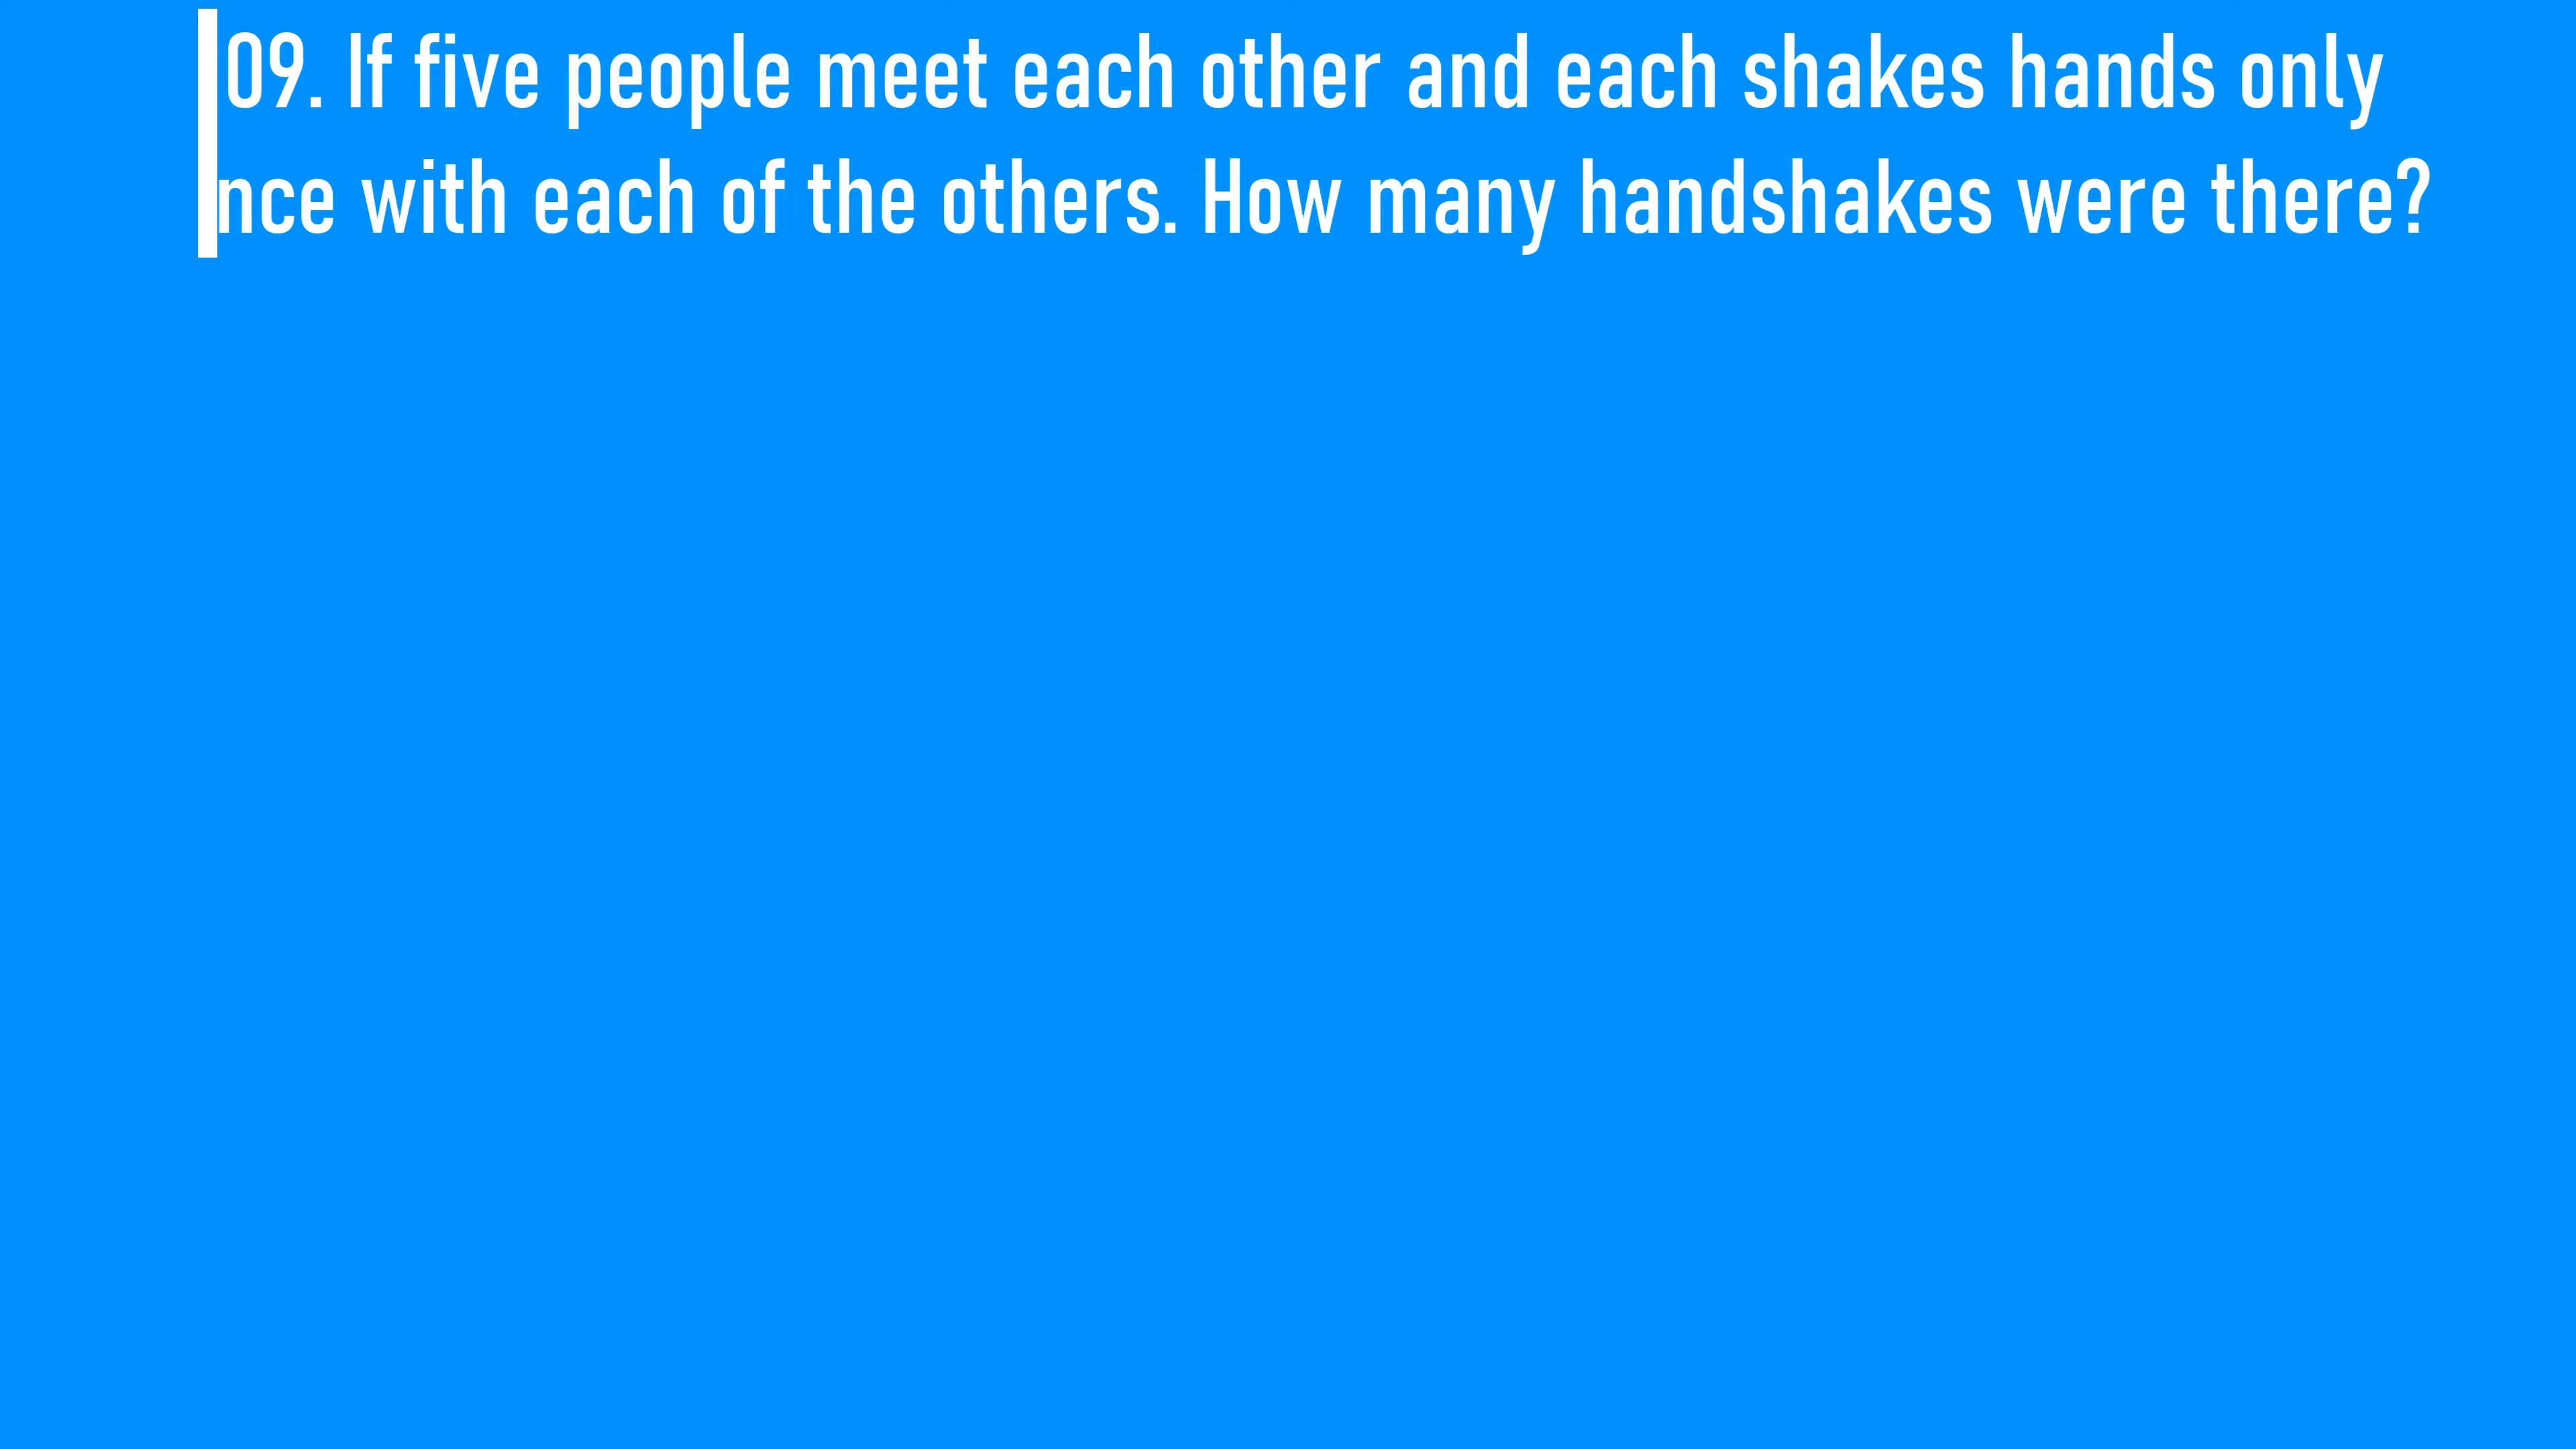 09. If five people meet each other and each shakes hands only
nce with each of the others. How many handshakes were there?